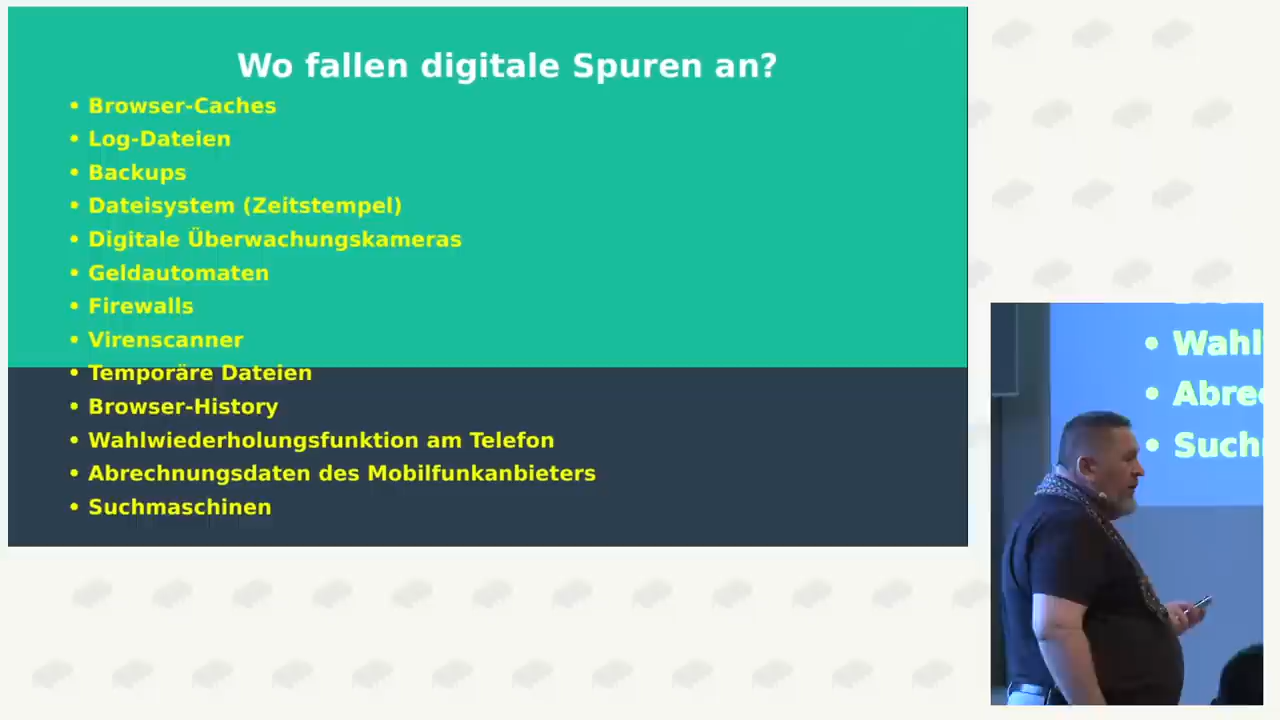 Wo fallen digitale Spuren an?
• Browser-Caches
• Log-Dateien
• Backups
• Dateisystem (Zeitstempel)
• Digitale Überwachungskameras
• Geldautomaten
• Firewalls
• Virenscanner
• Temporäre Dateien
• Browser-History
• Wahlwiederholungsfunktion am Telefon
• Abrechnungsdaten des Mobilfunkanbieters
• Suchmaschinen
• Wahl
• Abre
• Such